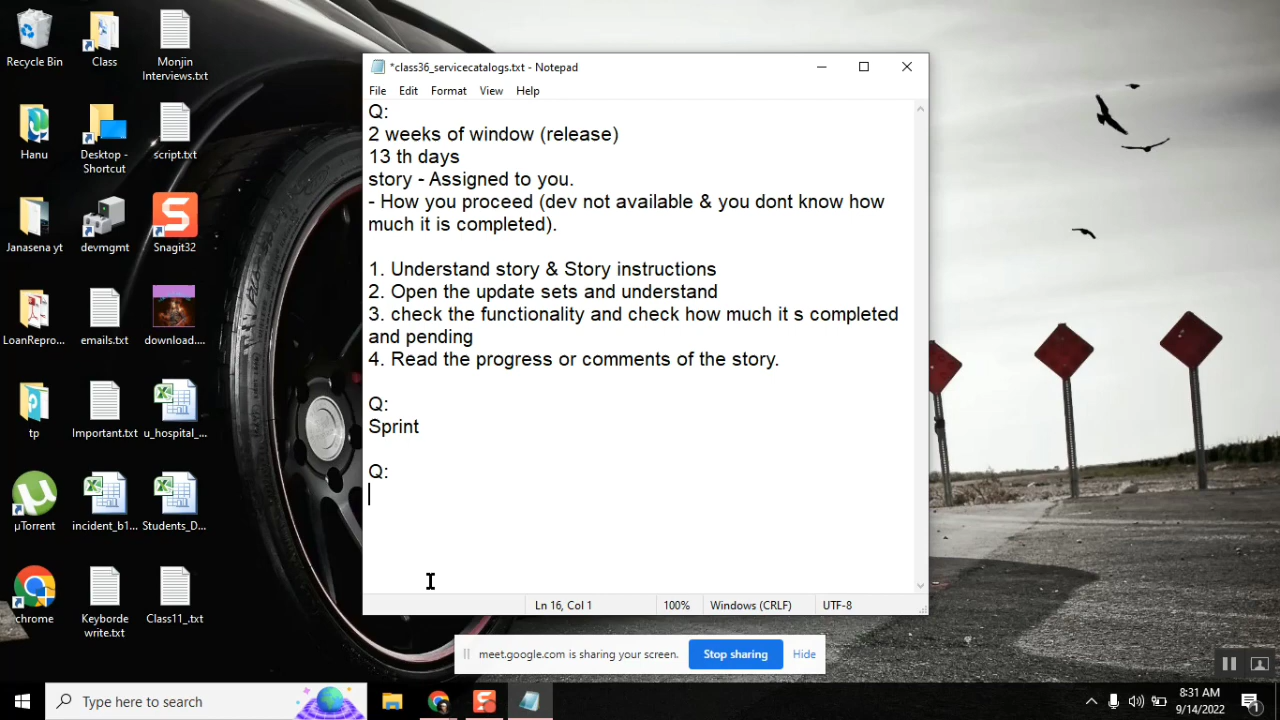 Recycle Bin
Class
Monjin
Interviews.txt
Hanu
Desktop -
Shortcut
script.txt
Janasena yt
devmgmt
Snagit32
LoanRepro...
emails.txt
download....
tp
Important.txt
u_hospital_...
µTorrent
incident_b1...
Students_D...
chrome
Keyborde
write.txt
Class11_.txt
*class36_servicecatalogs.txt - Notepad
File Edit Format View Help
Q:
2 weeks of window (release)
13 th days
story - Assigned to you.
- How you proceed (dev not available & you dont know how
much it is completed).
1. Understand story & Story instructions
2. Open the update sets and understand
3. check the functionality and check how much it s completed
and pending
4. Read the progress or comments of the story.
Q:
Sprint
Q:
Ln 16, Col 1 100% Windows (CRLF) UTF-8
meet.google.com is sharing your screen. Stop sharing Hide
Type here to search
8:31 AM
9/14/2022
1